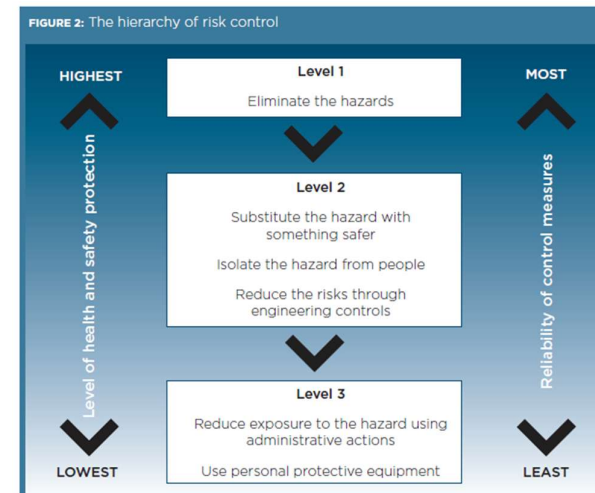 FIGURE 2: The hierarchy of risk control
HIGHEST
Level 1
Eliminate the hazards
MOST
Level of health and safety protection
Level 2
Substitute the hazard with
something safer
Isolate the hazard from people
Reduce the risks through
engineering controls
Reliability of control measures
Level 3
Reduce exposure to the hazard using
administrative actions
Use personal protective equipment
LOWEST
LEAST